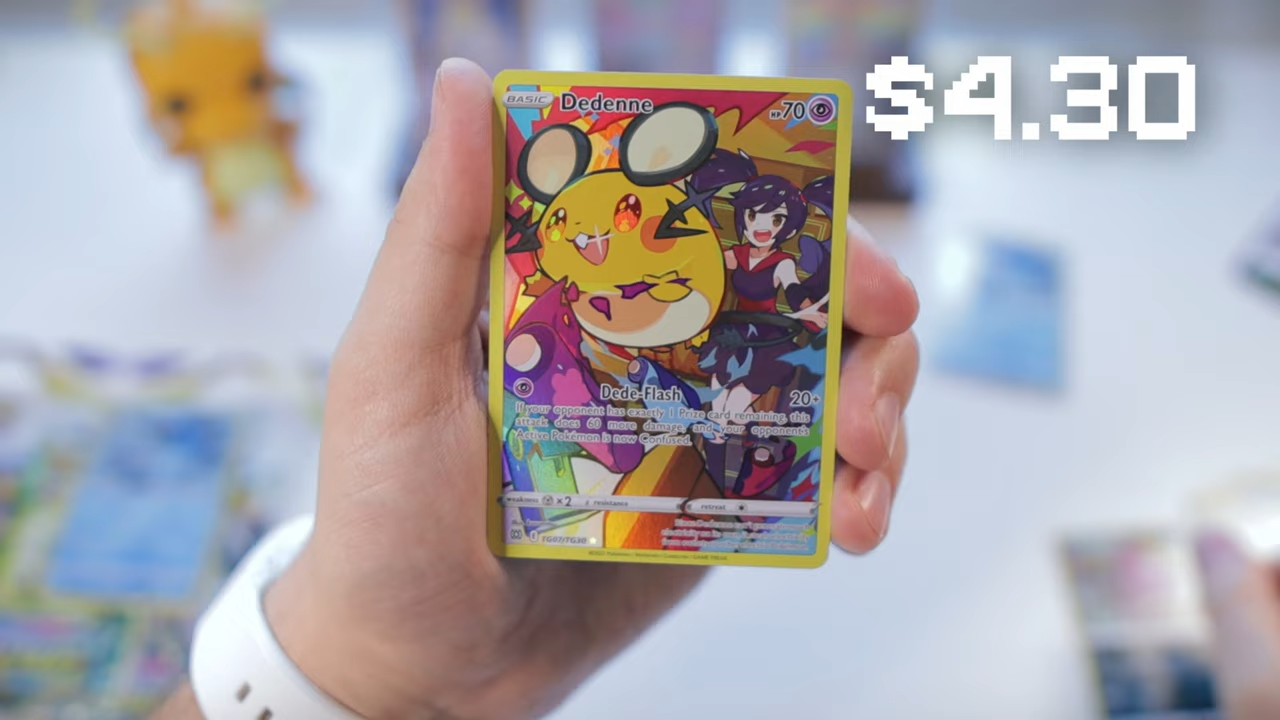 $4.30
BASIC Dedenne HP 70
Dede-Flash 20+
If your opponent has exactly 1 Prize card remaining, this
attack does 60 more damage, and your opponent's
Active Pokémon is now Confused.
weakness ×2 resistance retreat
TG07/TG30